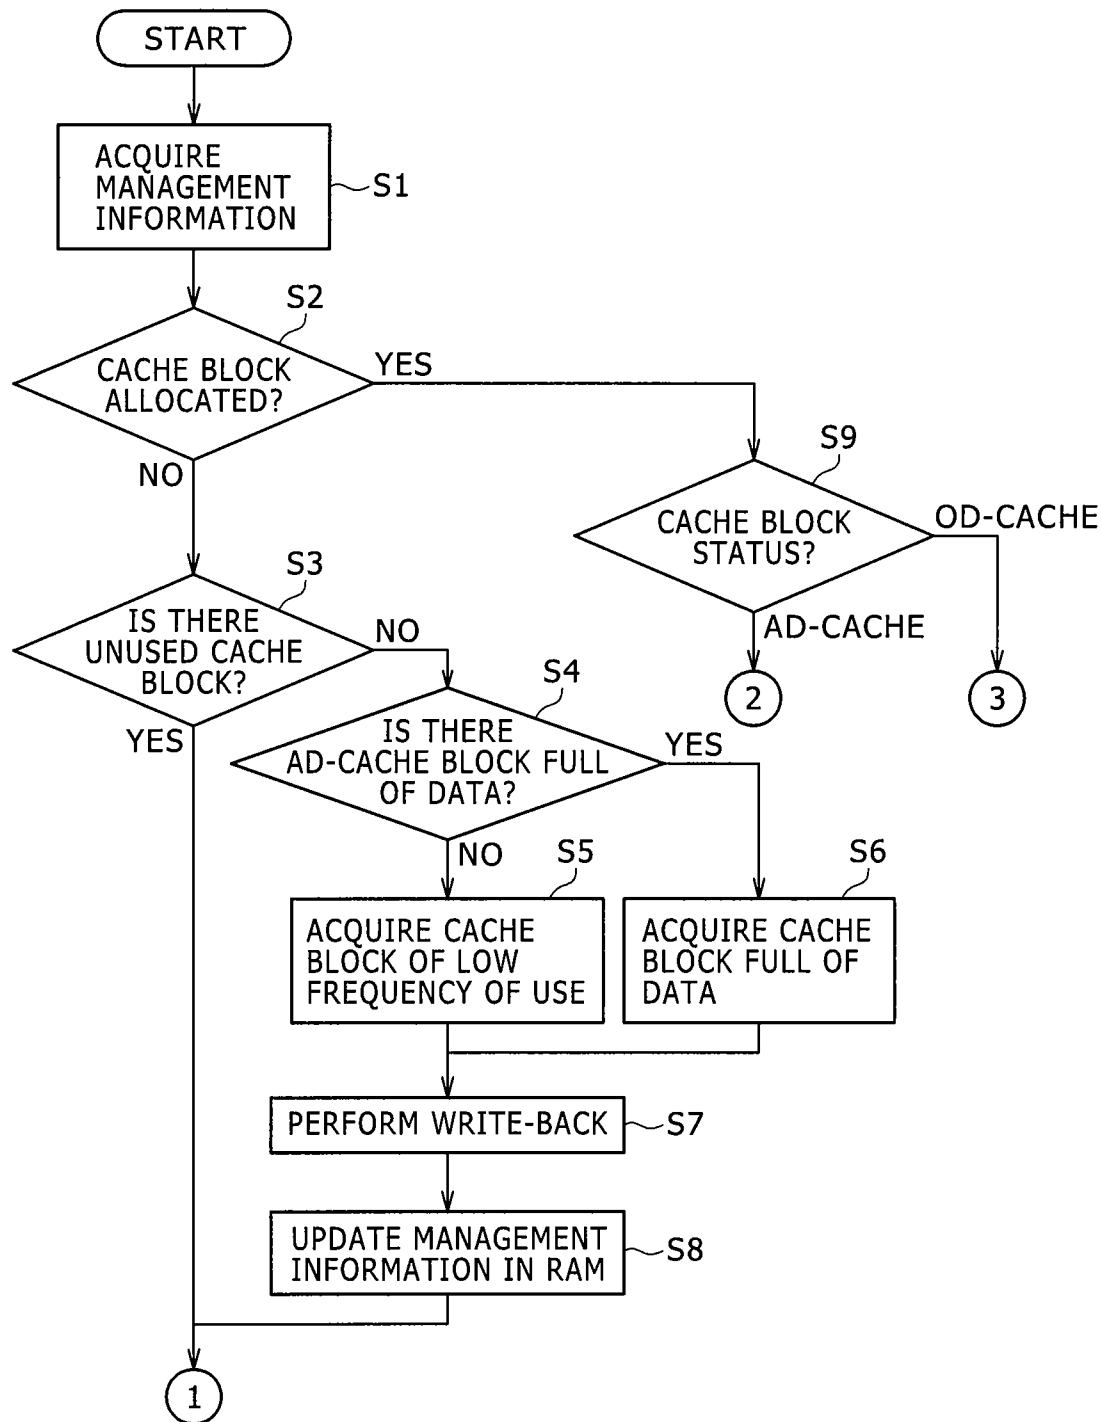 START
ACQUIRE
MANAGEMENT
INFORMATION
S1
S2
CACHE BLOCK
ALLOCATED?
YES
NO
S9
CACHE BLOCK
STATUS?
OD-CACHE
AD-CACHE
2
3
S3
IS THERE
UNUSED CACHE
BLOCK?
NO
YES
S4
IS THERE
AD-CACHE BLOCK FULL
OF DATA?
YES
NO
S5
ACQUIRE CACHE
BLOCK OF LOW
FREQUENCY OF USE
S6
ACQUIRE CACHE
BLOCK FULL OF
DATA
PERFORM WRITE-BACK
S7
UPDATE MANAGEMENT
INFORMATION IN RAM
S8
1